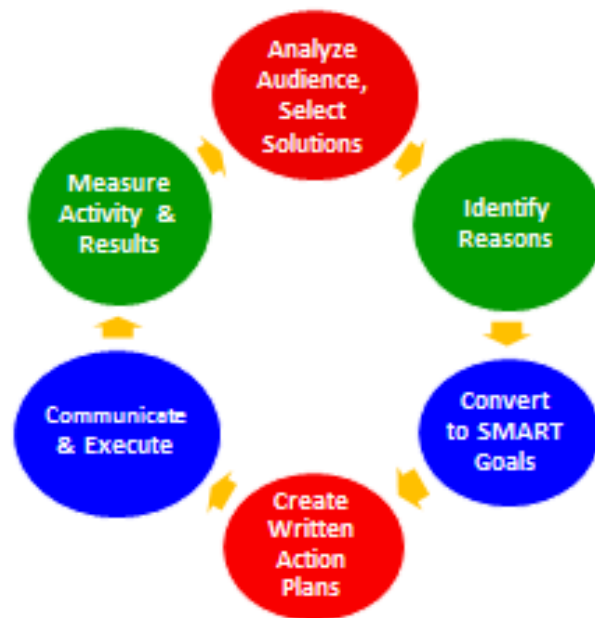 Analyze
Audience,
Select
Solutions
Identify
Reasons
Convert
to SMART
Goals
Create
Written
Action
Plans
Communicate
& Execute
Measure
Activity &
Results